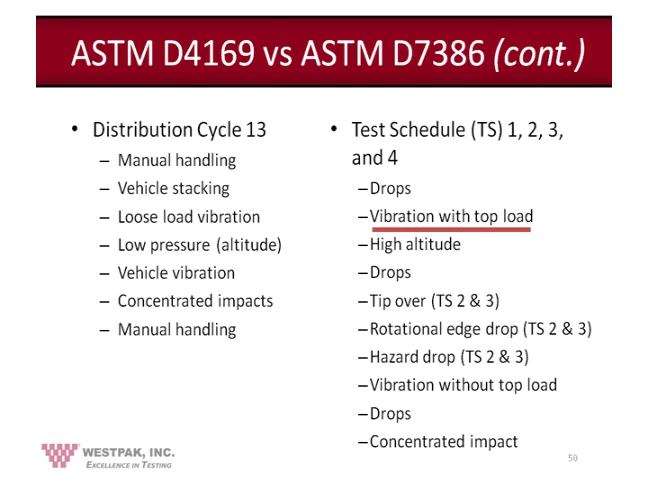 ASTM D4169 vs ASTM D7386 (cont.)
• Distribution Cycle 13
– Manual handling
– Vehicle stacking
– Loose load vibration
– Low pressure (altitude)
– Vehicle vibration
– Concentrated impacts
– Manual handling
• Test Schedule (TS) 1, 2, 3,
and 4
–Drops
–Vibration with top load
–High altitude
–Drops
–Tip over (TS 2 & 3)
–Rotational edge drop (TS 2 & 3)
–Hazard drop (TS 2 & 3)
–Vibration without top load
–Drops
–Concentrated impact
WESTPAK, INC.
EXCELLENCE IN TESTING
50